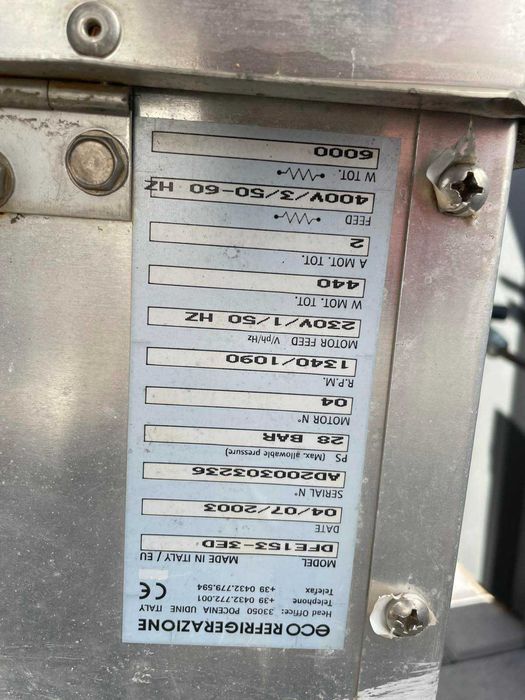 eco REFRIGERAZIONE
Head Office: 33050 POCENIA UDINE ITALY
Telephone +39 0432.772.001
Telefax +39 0432.779.594
CE
MODEL MADE IN ITALY / EU
DFE153-3ED
DATE
04/07/2003
SERIAL N°
AD200303236
PS (Max. allowable pressure)
28 BAR
MOTOR N°
04
R.P.M.
1340/1090
MOTOR FEED V/ph/Hz
230V/1/50 HZ
W MOT. TOT.
440
A MOT. TOT.
2
FEED
400V/3/50-60 HZ
W TOT.
6000